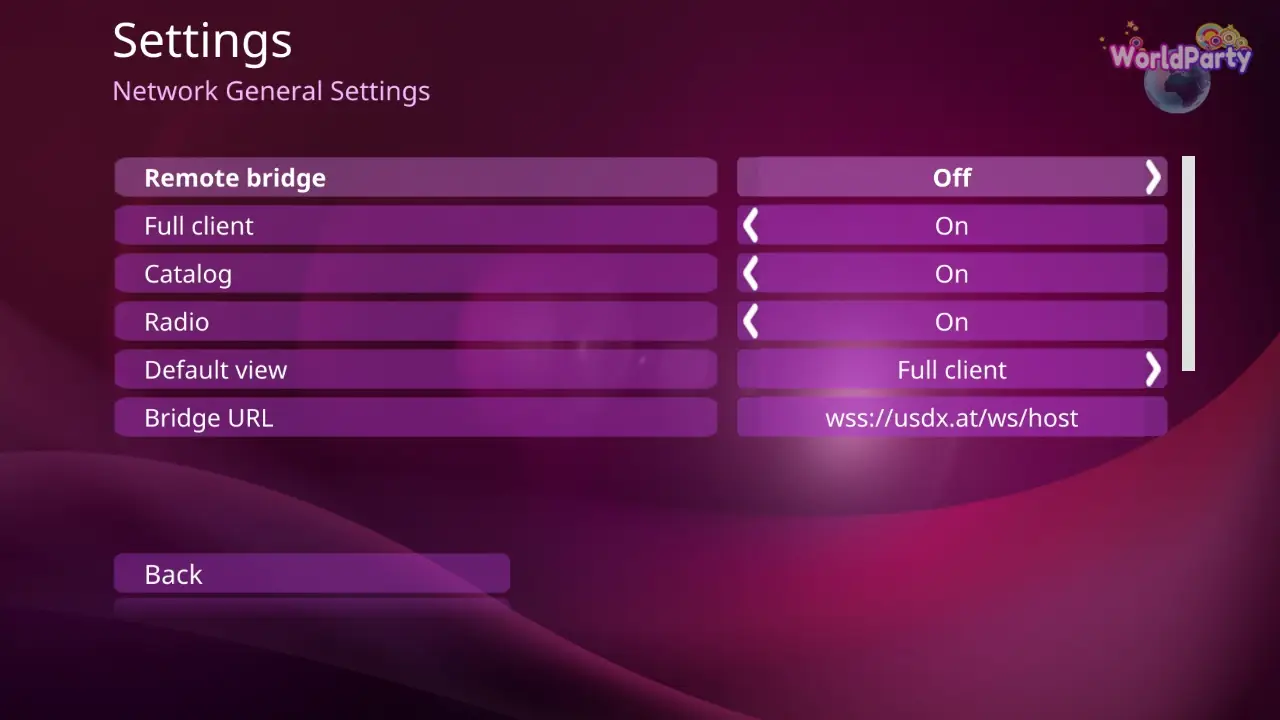 Settings
WorldParty
Network General Settings
Remote bridge Off
Full client On
Catalog On
Radio On
Default view Full client
Bridge URL wss://usdx.at/ws/host
Back